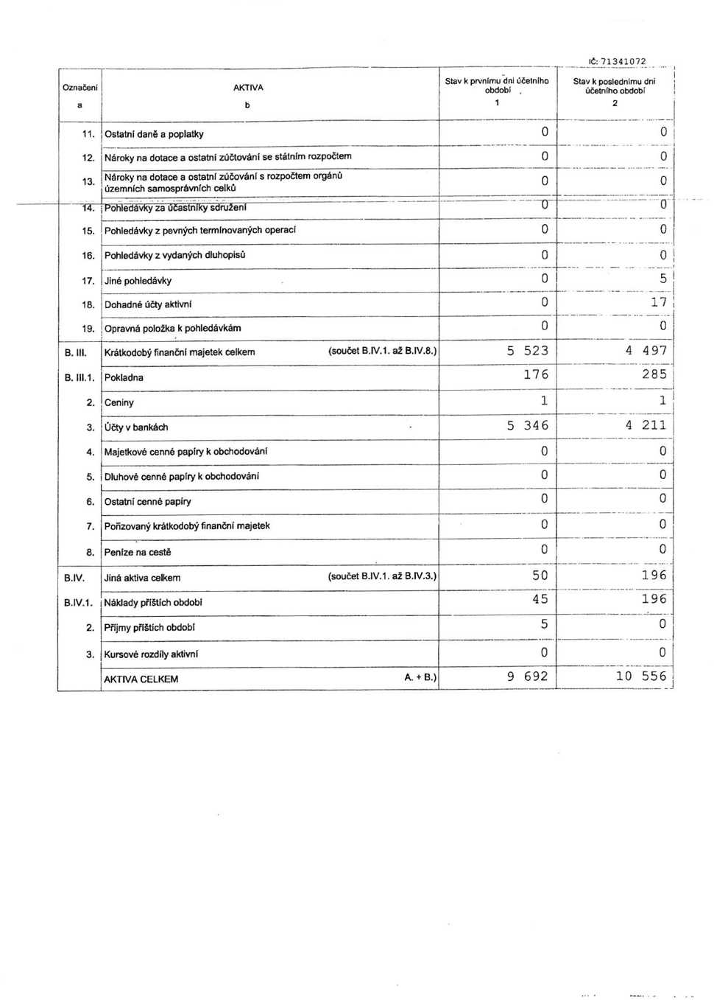 IČ: 71341072
Označení AKTIVA Stav k prvnímu dni účetního období Stav k poslednímu dni účetního období
a b 1 2
11. Ostatní daně a poplatky 0 0
12. Nároky na dotace a ostatní zúčtování se státním rozpočtem 0 0
13. Nároky na dotace a ostatní zúčování s rozpočtem orgánů územních samosprávních celků 0 0
14. Pohledávky za účastníky sdružení 0 0
15. Pohledávky z pevných termínovaných operací 0 0
16. Pohledávky z vydaných dluhopisů 0 0
17. Jiné pohledávky 0 5
18. Dohadné účty aktivní 0 17
19. Opravná položka k pohledávkám 0 0
B. III. Krátkodobý finanční majetek celkem (součet B.IV.1. až B.IV.8.) 5 523 4 497
B. III.1. Pokladna 176 285
2. Ceniny 1 1
3. Účty v bankách 5 346 4 211
4. Majetkové cenné papíry k obchodování 0 0
5. Dluhové cenné papíry k obchodování 0 0
6. Ostatní cenné papíry 0 0
7. Pořizovaný krátkodobý finanční majetek 0 0
8. Peníze na cestě 0 0
B.IV. Jiná aktiva celkem (součet B.IV.1. až B.IV.3.) 50 196
B.IV.1. Náklady příštích období 45 196
2. Příjmy příštích období 5 0
3. Kursové rozdíly aktivní 0 0
AKTIVA CELKEM A. + B.) 9 692 10 556